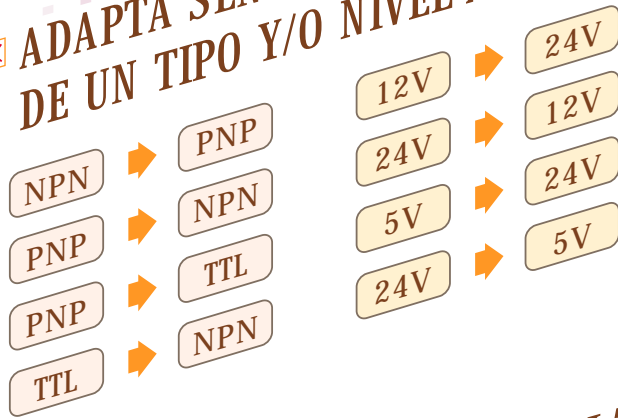 ADAPTA
DE UN TIPO Y/O NIVEL
NPN PNP
PNP NPN
PNP TTL
TTL NPN
12V 24V
24V 12V
5V 24V
24V 5V